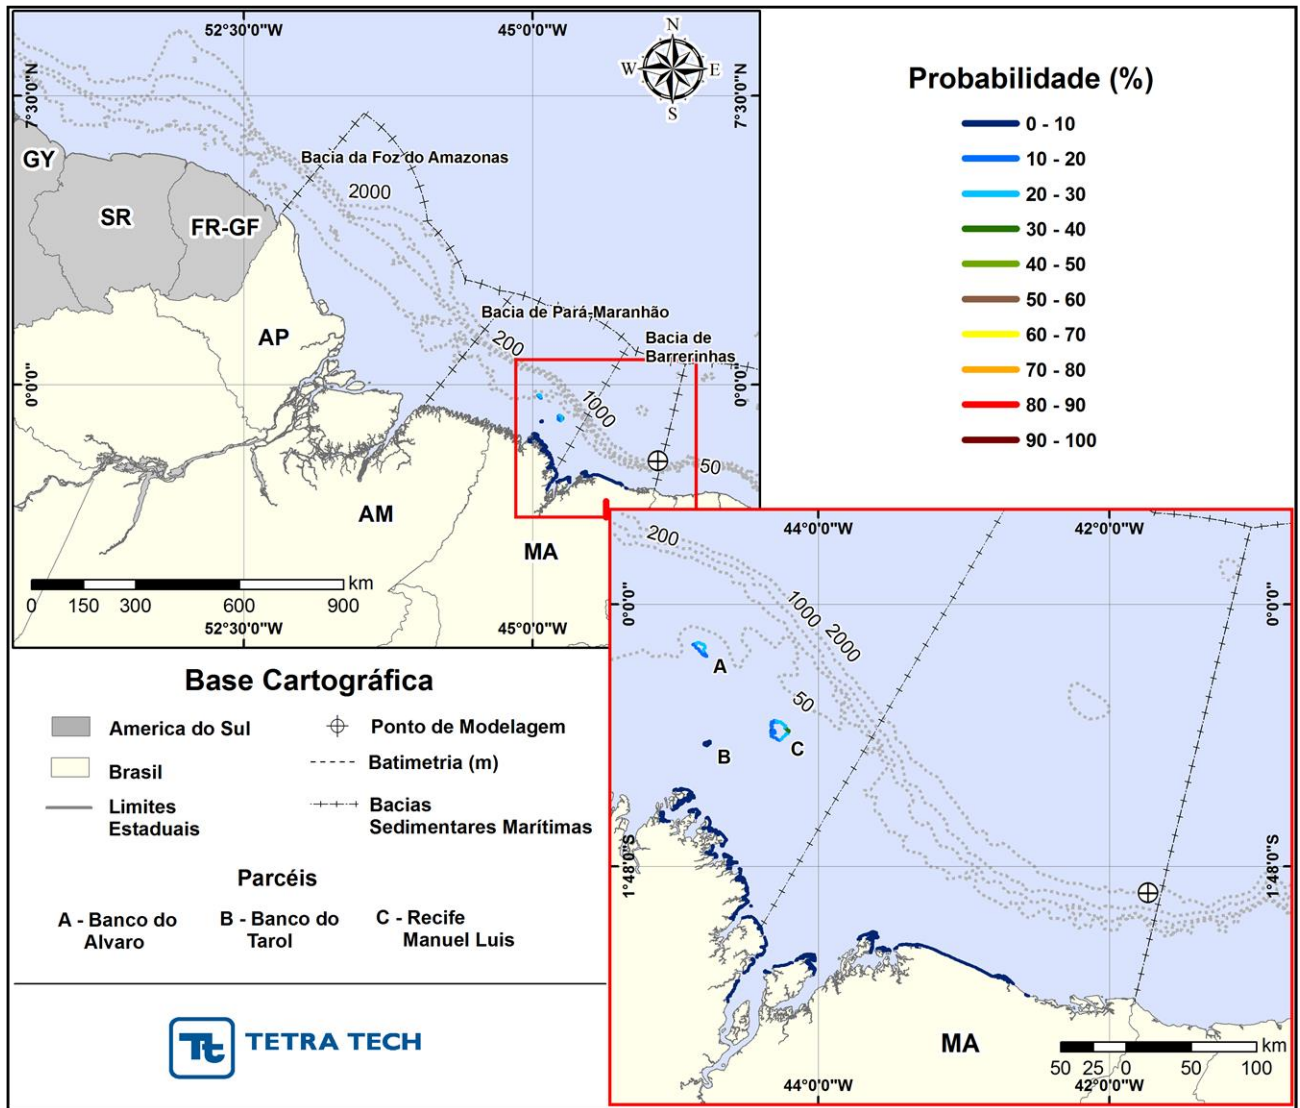 52°30'0"W
45°0'0"W
N
W
E
S
7°30'0"N
7°30'0"N
GY
SR
FR-GF
Bacia da Foz do Amazonas
2000
Bacia de Pará-Maranhão
Bacia de
Barrerinhas
AP
200
1000
50
0°0'0"
0°0'0"
AM
MA
km
0 150 300 600 900
52°30'0"W
45°0'0"W
Probabilidade (%)
0 - 10
10 - 20
20 - 30
30 - 40
40 - 50
50 - 60
60 - 70
70 - 80
80 - 90
90 - 100
44°0'0"W
42°0'0"W
200
1000
2000
0°0'0"
0°0'0"
A
50
B
C
1°48'0"S
1°48'0"S
MA
km
50 25 0 50 100
44°0'0"W
42°0'0"W
Base Cartográfica
America do Sul
Ponto de Modelagem
Brasil
Batimetria (m)
Limites
Estaduais
Bacias
Sedimentares Marítimas
Parcéis
A - Banco do
Alvaro
B - Banco do
Tarol
C - Recife
Manuel Luis
Tt
TETRA TECH